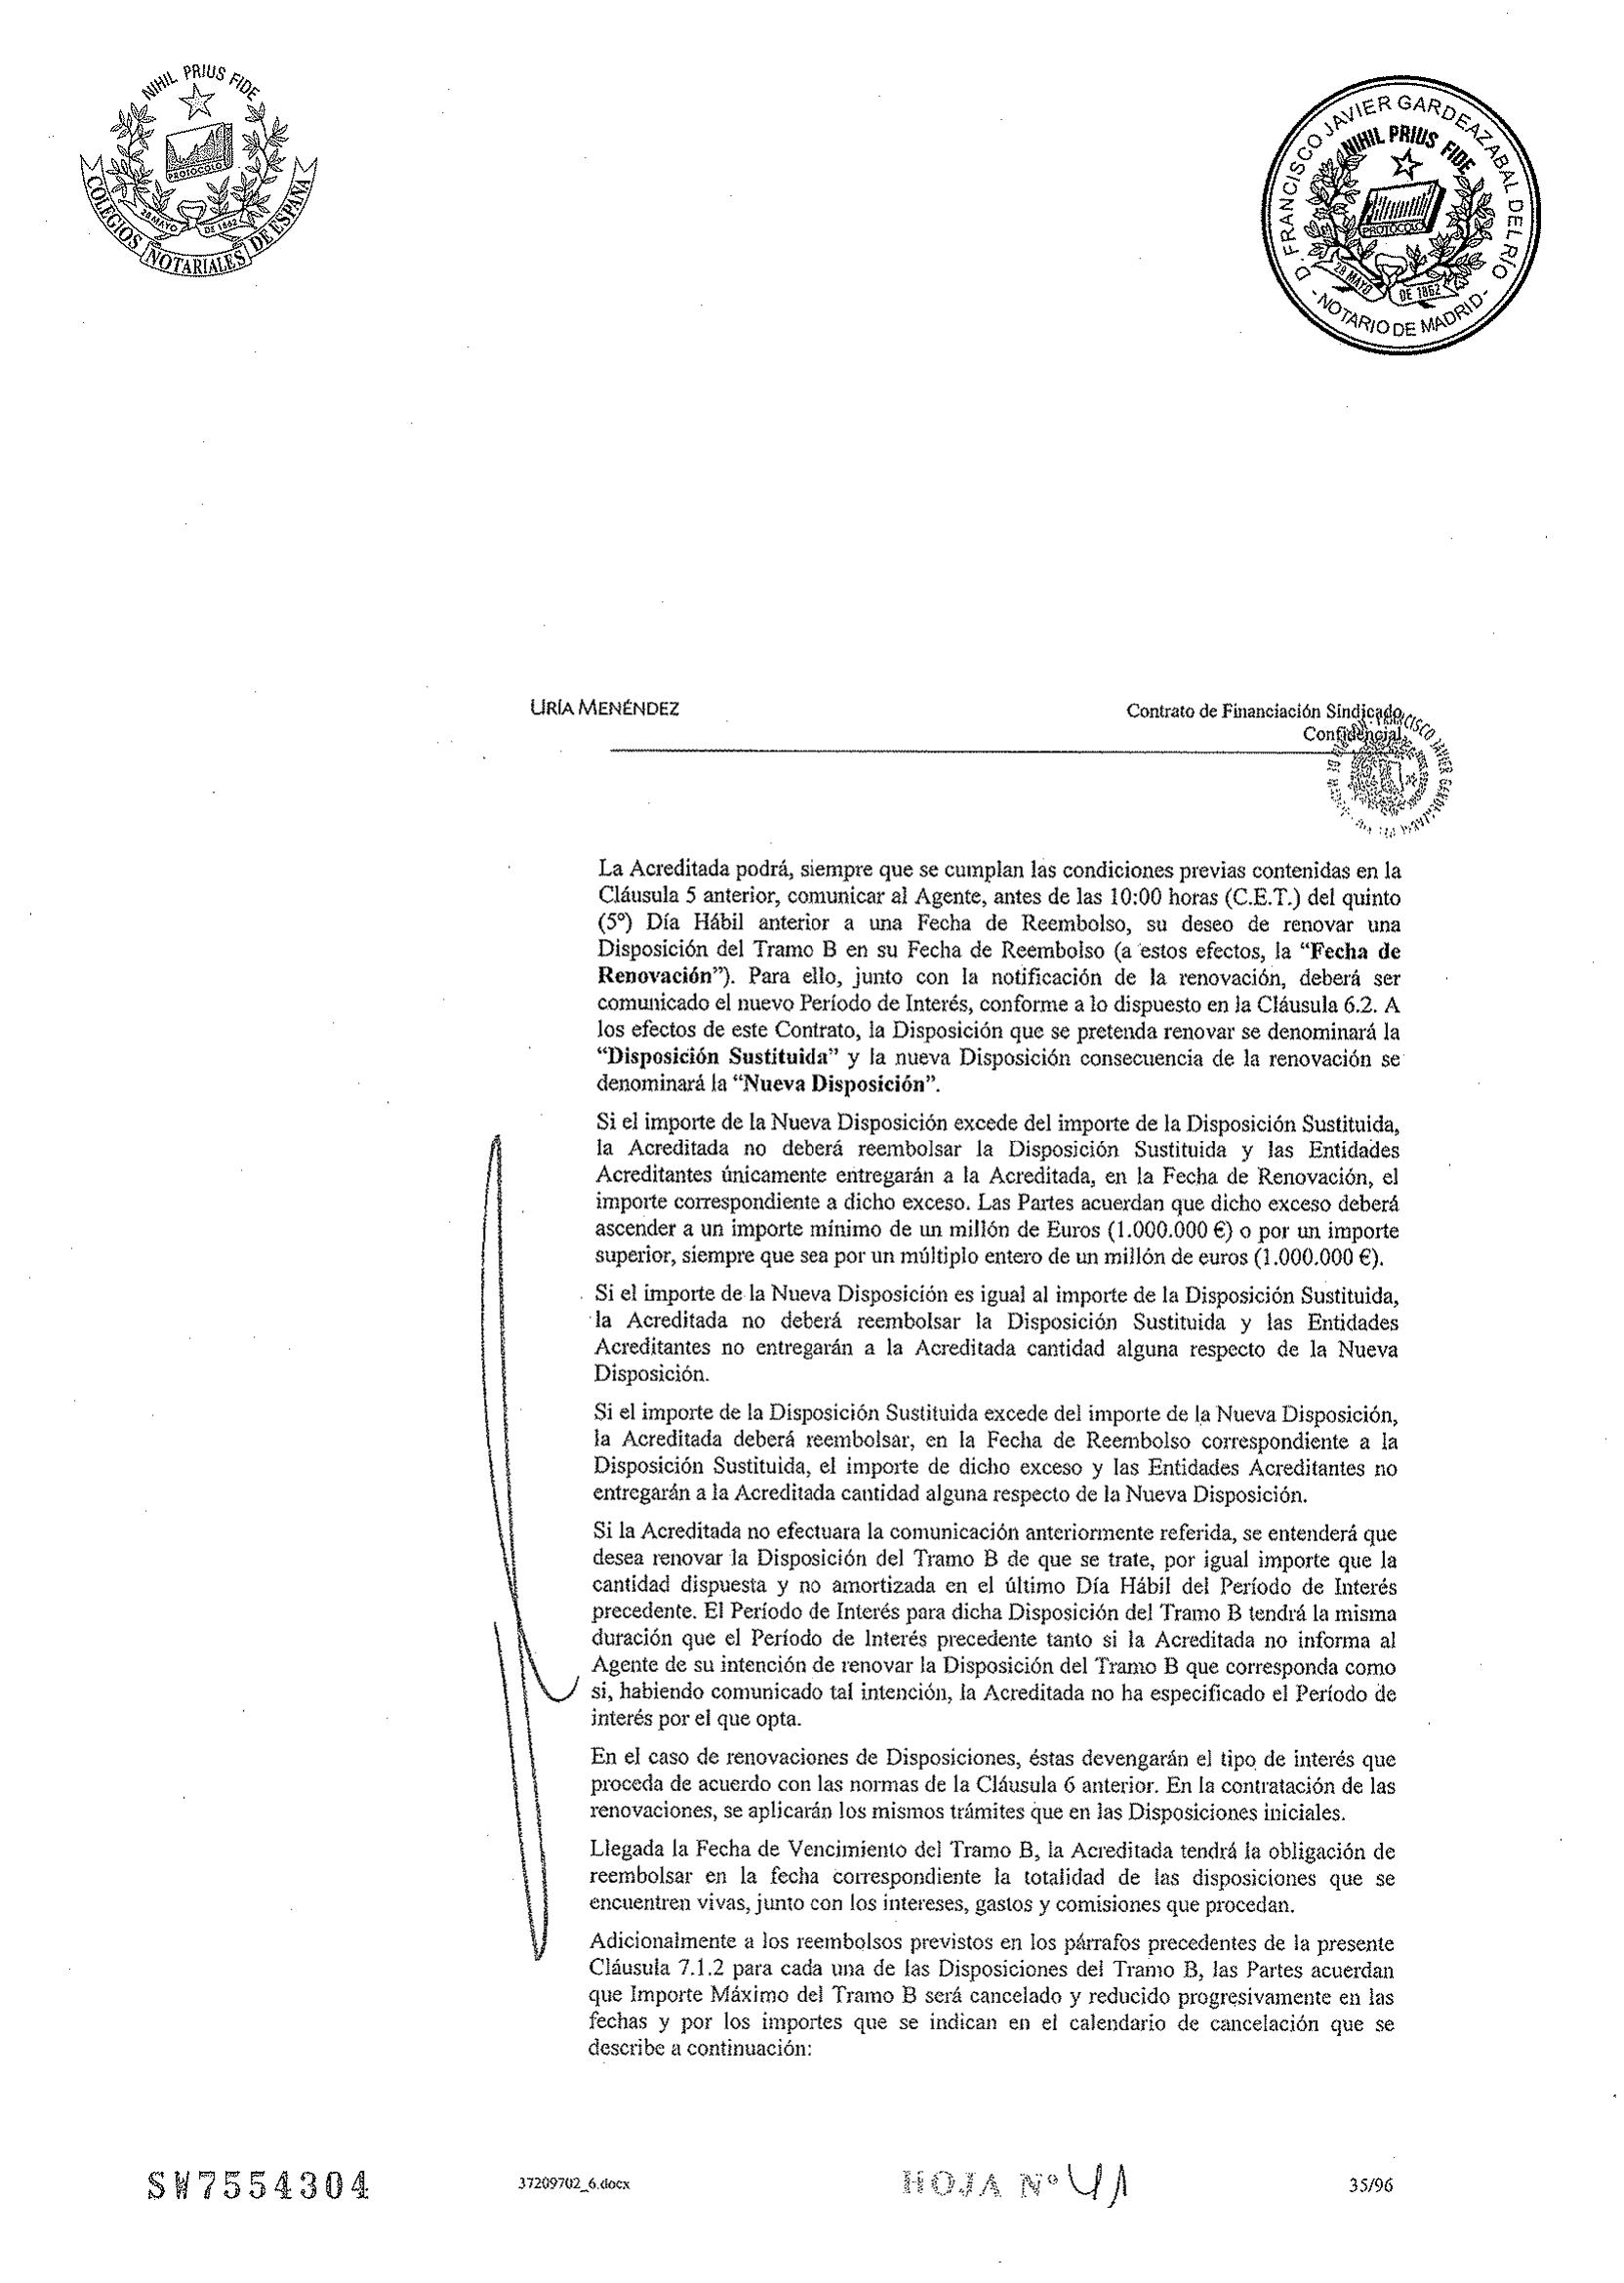 NIHIL PRIUS FIDE
PROTOCOLO
28 MAYO DE 1862
COLEGIOS NOTARIALES DE ESPAÑA
D. FRANCISCO JAVIER GARDEAZABAL DEL RÍO
NIHIL PRIUS FIDE
PROTOCOLO
28 MAYO DE 1862
- NOTARIO DE MADRID -
URÍA MENÉNDEZ
Contrato de Financiación Sindicado
Confidencial
La Acreditada podrá, siempre que se cumplan las condiciones previas contenidas en la
Cláusula 5 anterior, comunicar al Agente, antes de las 10:00 horas (C.E.T.) del quinto
(5º) Día Hábil anterior a una Fecha de Reembolso, su deseo de renovar una
Disposición del Tramo B en su Fecha de Reembolso (a estos efectos, la “Fecha de
Renovación”). Para ello, junto con la notificación de la renovación, deberá ser
comunicado el nuevo Período de Interés, conforme a lo dispuesto en la Cláusula 6.2. A
los efectos de este Contrato, la Disposición que se pretenda renovar se denominará la
“Disposición Sustituida” y la nueva Disposición consecuencia de la renovación se
denominará la “Nueva Disposición”.
Si el importe de la Nueva Disposición excede del importe de la Disposición Sustituida,
la Acreditada no deberá reembolsar la Disposición Sustituida y las Entidades
Acreditantes únicamente entregarán a la Acreditada, en la Fecha de Renovación, el
importe correspondiente a dicho exceso. Las Partes acuerdan que dicho exceso deberá
ascender a un importe mínimo de un millón de Euros (1.000.000 €) o por un importe
superior, siempre que sea por un múltiplo entero de un millón de euros (1.000.000 €).
Si el importe de la Nueva Disposición es igual al importe de la Disposición Sustituida,
la Acreditada no deberá reembolsar la Disposición Sustituida y las Entidades
Acreditantes no entregarán a la Acreditada cantidad alguna respecto de la Nueva
Disposición.
Si el importe de la Disposición Sustituida excede del importe de la Nueva Disposición,
la Acreditada deberá reembolsar, en la Fecha de Reembolso correspondiente a la
Disposición Sustituida, el importe de dicho exceso y las Entidades Acreditantes no
entregarán a la Acreditada cantidad alguna respecto de la Nueva Disposición.
Si la Acreditada no efectuara la comunicación anteriormente referida, se entenderá que
desea renovar la Disposición del Tramo B de que se trate, por igual importe que la
cantidad dispuesta y no amortizada en el último Día Hábil del Período de Interés
precedente. El Período de Interés para dicha Disposición del Tramo B tendrá la misma
duración que el Período de Interés precedente tanto si la Acreditada no informa al
Agente de su intención de renovar la Disposición del Tramo B que corresponda como
si, habiendo comunicado tal intención, la Acreditada no ha especificado el Período de
interés por el que opta.
En el caso de renovaciones de Disposiciones, éstas devengarán el tipo de interés que
proceda de acuerdo con las normas de la Cláusula 6 anterior. En la contratación de las
renovaciones, se aplicarán los mismos trámites que en las Disposiciones iniciales.
Llegada la Fecha de Vencimiento del Tramo B, la Acreditada tendrá la obligación de
reembolsar en la fecha correspondiente la totalidad de las disposiciones que se
encuentren vivas, junto con los intereses, gastos y comisiones que procedan.
Adicionalmente a los reembolsos previstos en los párrafos precedentes de la presente
Cláusula 7.1.2 para cada una de las Disposiciones del Tramo B, las Partes acuerdan
que Importe Máximo del Tramo B será cancelado y reducido progresivamente en las
fechas y por los importes que se indican en el calendario de cancelación que se
describe a continuación:
SW7554304
37209702_6.docx
HOJA Nº 41
35/96